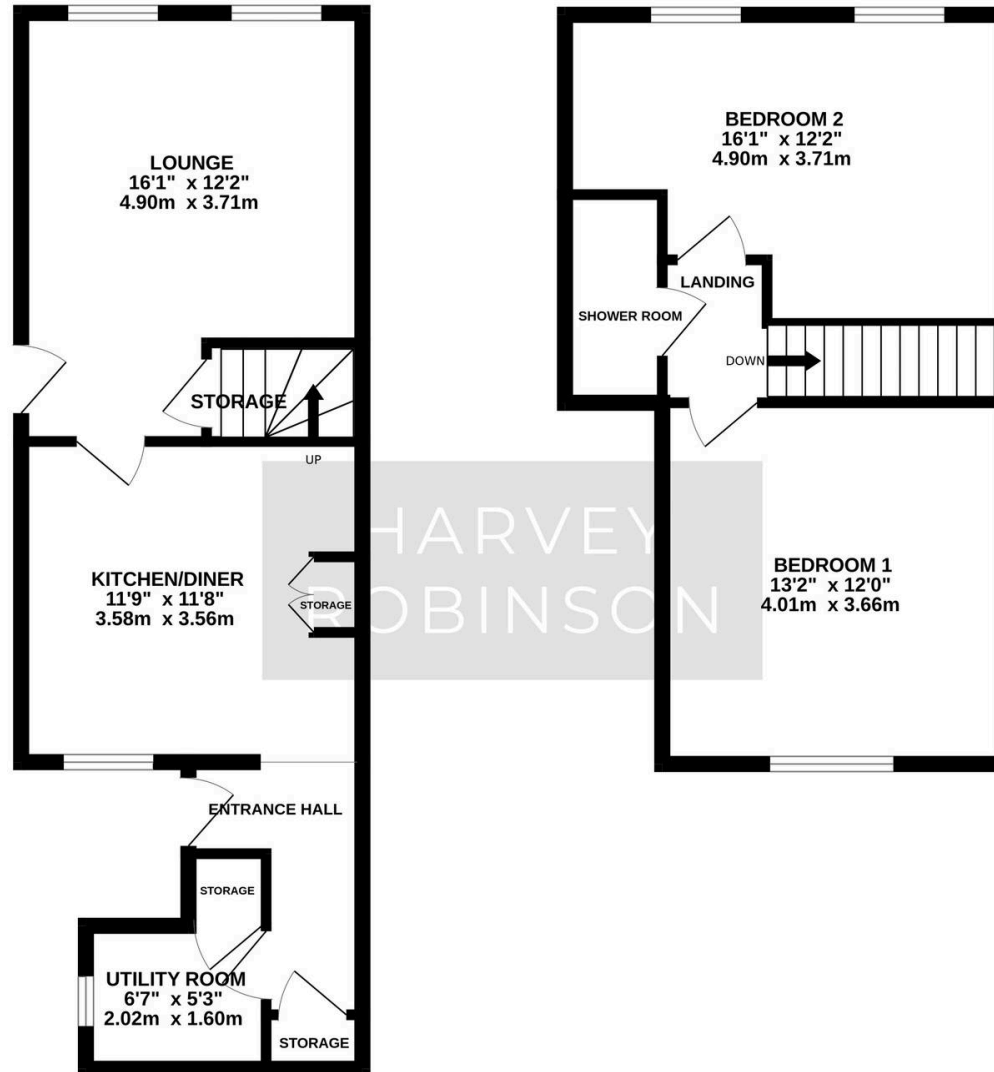 LOUNGE
16'1" x 12'2"
4.90m x 3.71m
STORAGE
UP
KITCHEN/DINER
11'9" x 11'8"
3.58m x 3.56m
STORAGE
ENTRANCE HALL
STORAGE
UTILITY ROOM
6'7" x 5'3"
2.02m x 1.60m
STORAGE
BEDROOM 2
16'1" x 12'2"
4.90m x 3.71m
LANDING
SHOWER ROOM
DOWN
BEDROOM 1
13'2" x 12'0"
4.01m x 3.66m
HARVEY
ROBINSON